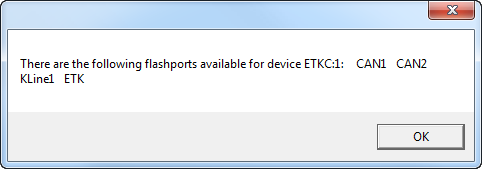 There are the following flashports available for device ETKC:1: CAN1 CAN2
KLine1 ETK
OK